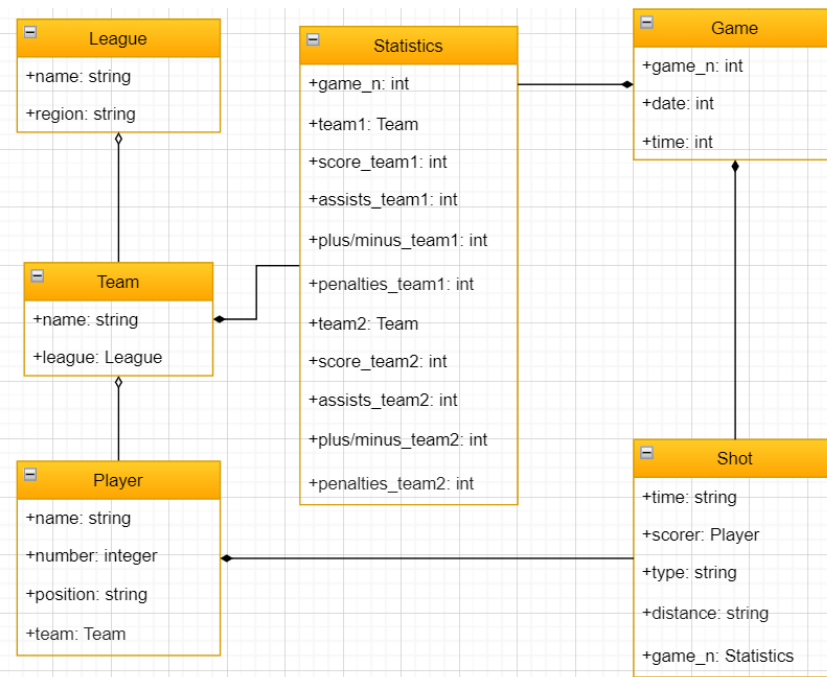 League
+name: string
+region: string
Team
+name: string
+league: League
Player
+name: string
+number: integer
+position: string
+team: Team
Statistics
+game_n: int
+team1: Team
+score_team1: int
+assists_team1: int
+plus/minus_team1: int
+penalties_team1: int
+team2: Team
+score_team2: int
+assists_team2: int
+plus/minus_team2: int
+penalties_team2: int
Game
+game_n: int
+date: int
+time: int
Shot
+time: string
+scorer: Player
+type: string
+distance: string
+game_n: Statistics